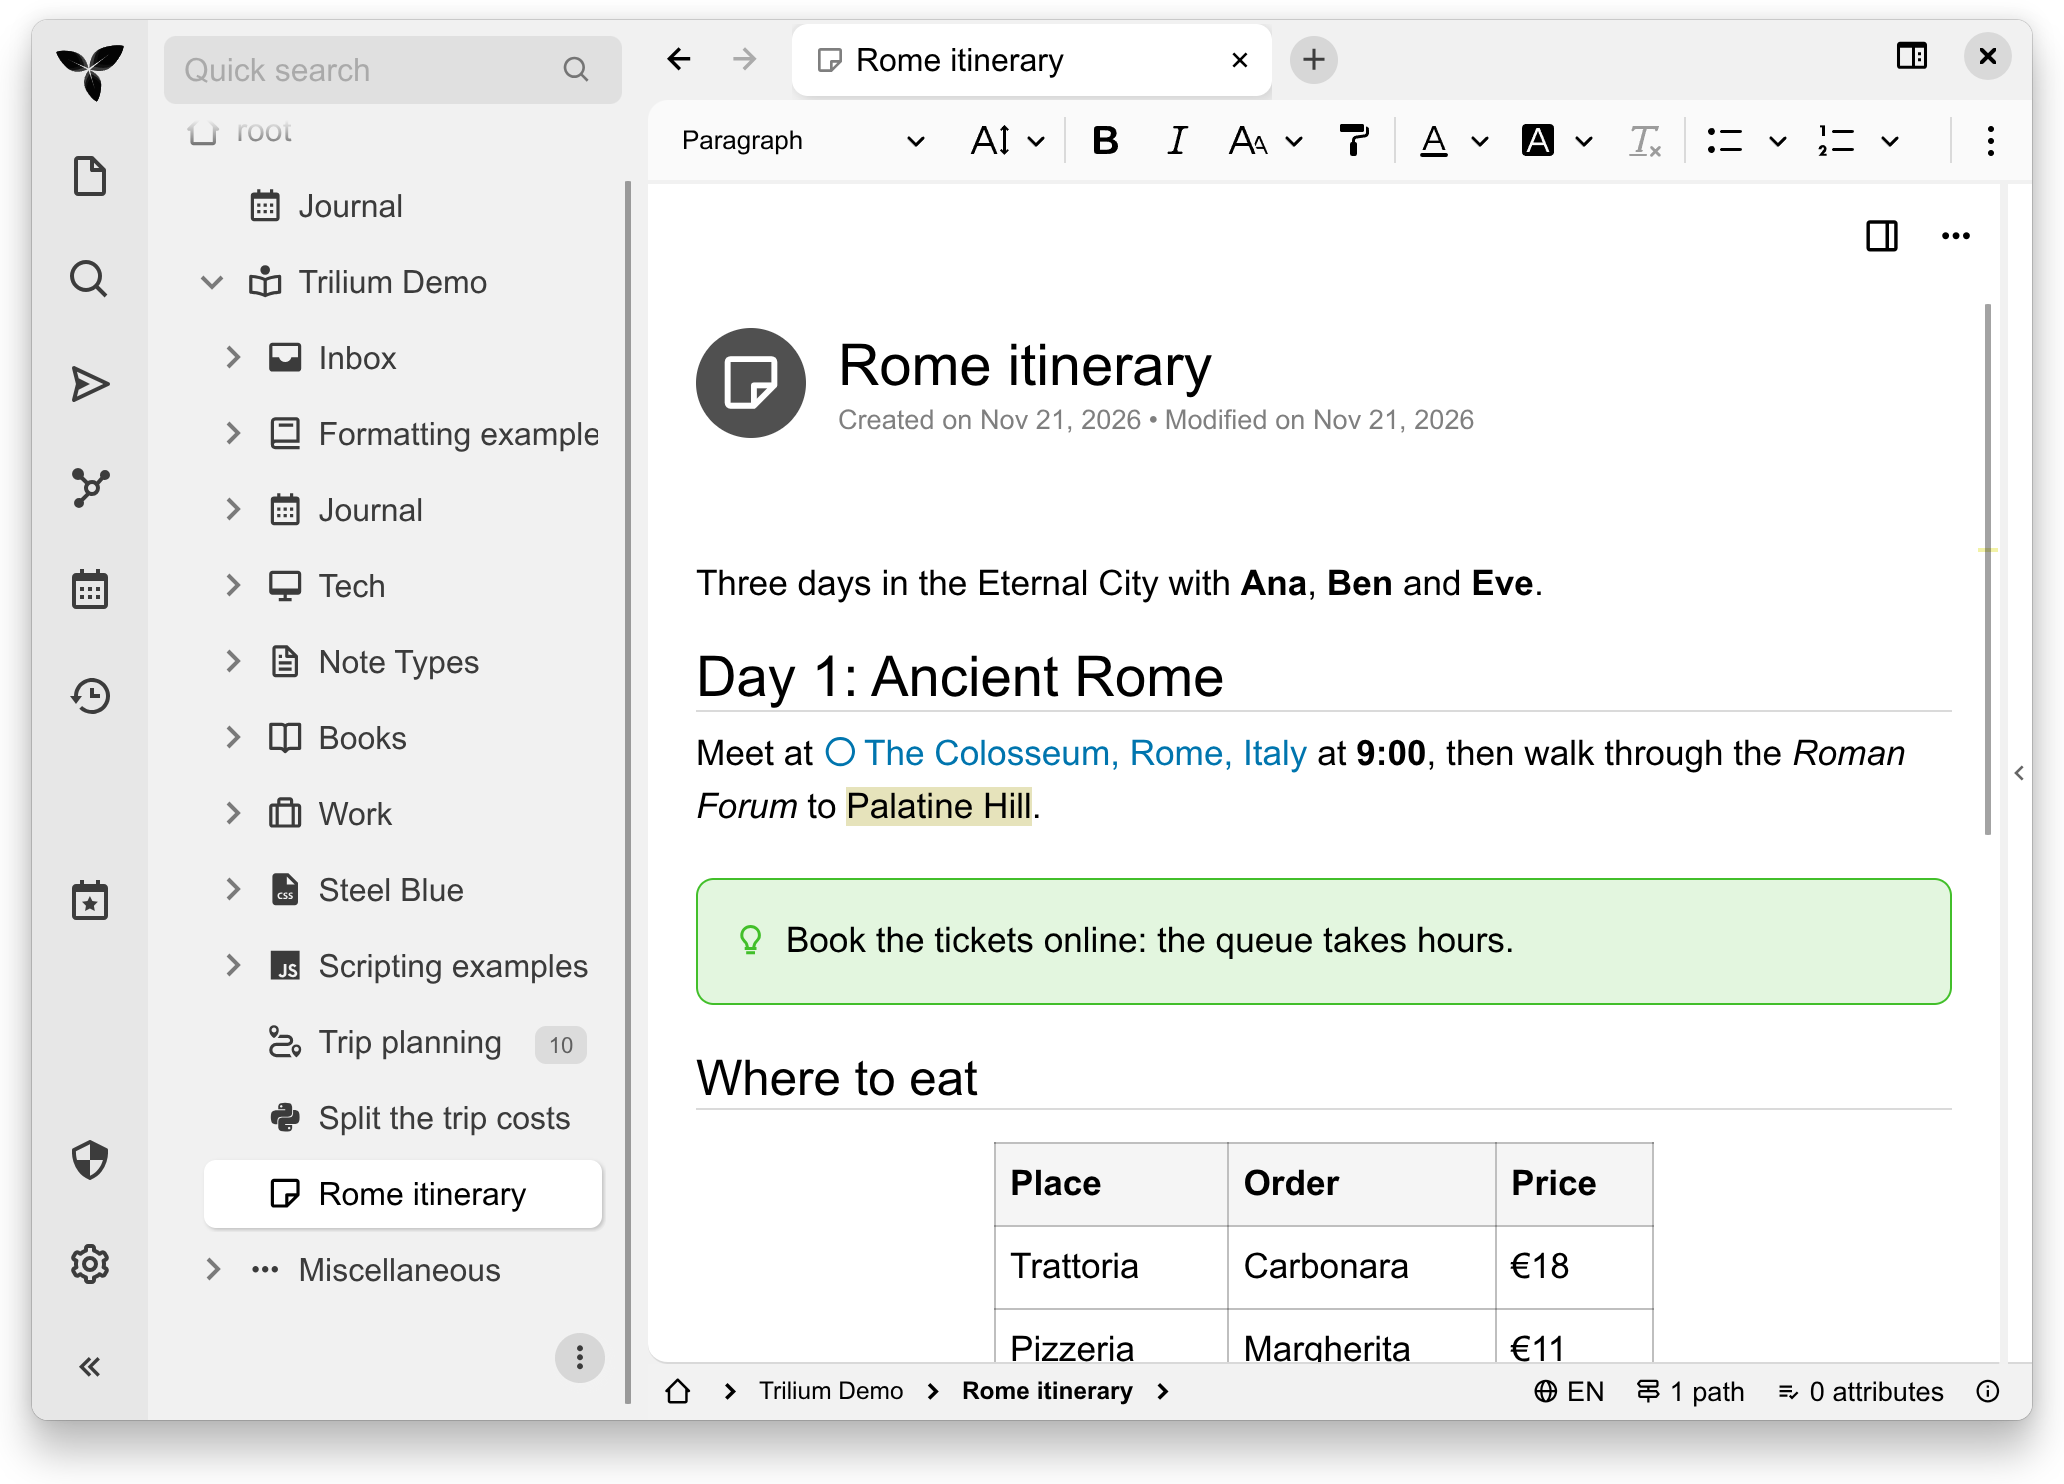 Quick search
Rome itinerary
root
Journal
Trilium Demo
Inbox
Formatting example
Journal
Tech
Note Types
Books
Work
Steel Blue
Scripting examples
Trip planning 10
Split the trip costs
Rome itinerary
Miscellaneous
Paragraph
Rome itinerary
Created on Nov 21, 2026 • Modified on Nov 21, 2026
Three days in the Eternal City with Ana, Ben and Eve.
Day 1: Ancient Rome
Meet at The Colosseum, Rome, Italy at 9:00, then walk through the Roman
Forum to Palatine Hill.
Book the tickets online: the queue takes hours.
Where to eat
Place Order Price
Trattoria Carbonara €18
Pizzeria Margherita €11
Trilium Demo Rome itinerary
EN 1 path 0 attributes